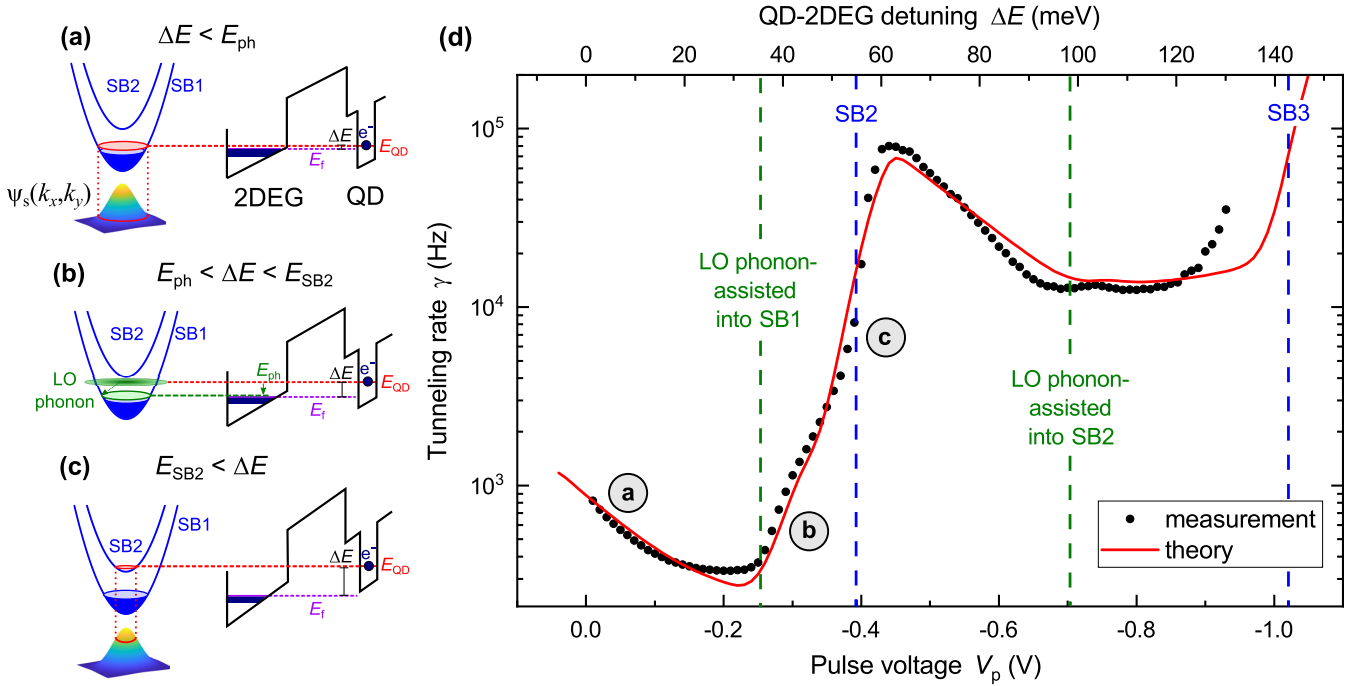 (a)
ΔE < Eph
SB2
SB1
ΔE
e-
EQD
Ef
2DEG
QD
ψs(kx,ky)
(b)
Eph < ΔE < ESB2
SB2
SB1
LO
phonon
Eph
ΔE
e-
EQD
Ef
(c)
ESB2 < ΔE
SB1
SB2
ΔE
e-
EQD
Ef
(d)
QD-2DEG detuning ΔE (meV)
0 20 40 60 80 100 120 140
Tunneling rate γ (Hz)
10^5
10^4
10^3
SB2
SB3
LO phonon-
assisted
into SB1
LO phonon-
assisted
into SB2
a
b
c
measurement
theory
0.0 -0.2 -0.4 -0.6 -0.8 -1.0
Pulse voltage Vp (V)